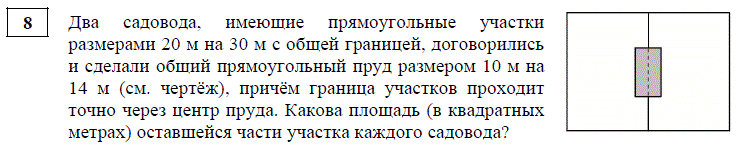 8
Два садовода, имеющие прямоугольные участки
размерами 20 м на 30 м с общей границей, договорились
и сделали общий прямоугольный пруд размером 10 м на
14 м (см. чертёж), причём граница участков проходит
точно через центр пруда. Какова площадь (в квадратных
метрах) оставшейся части участка каждого садовода?